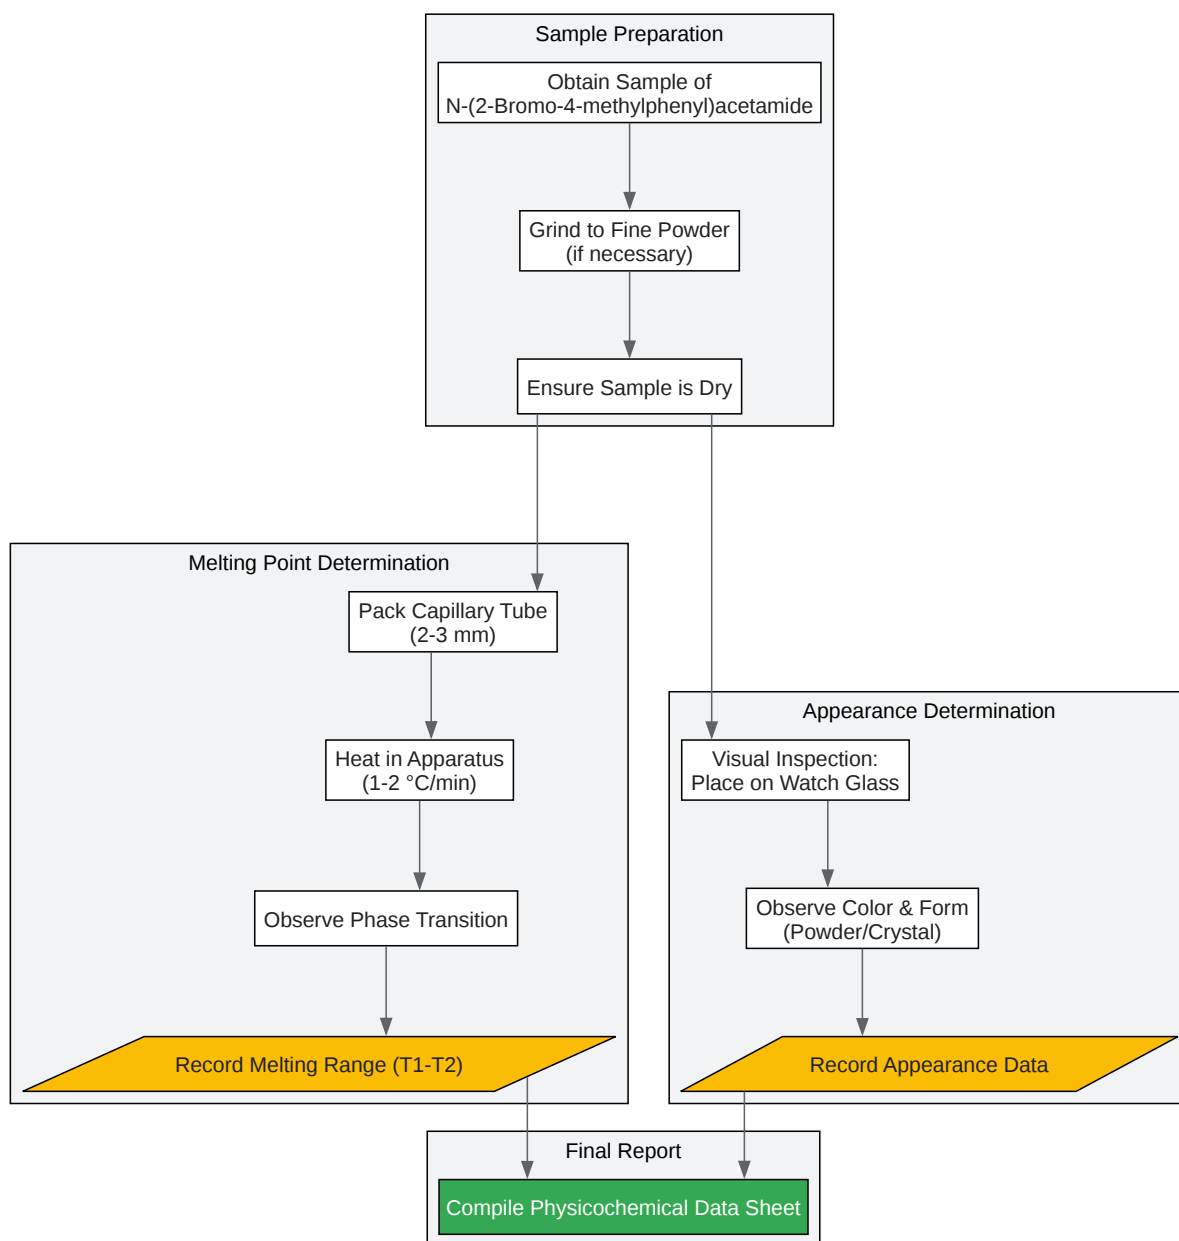 Sample Preparation
Obtain Sample of
N-(2-Bromo-4-methylphenyl)acetamide
Grind to Fine Powder
(if necessary)
Ensure Sample is Dry
Melting Point Determination
Pack Capillary Tube
(2-3 mm)
Heat in Apparatus
(1-2 °C/min)
Observe Phase Transition
Record Melting Range (T1-T2)
Appearance Determination
Visual Inspection:
Place on Watch Glass
Observe Color & Form
(Powder/Crystal)
Record Appearance Data
Final Report
Compile Physicochemical Data Sheet